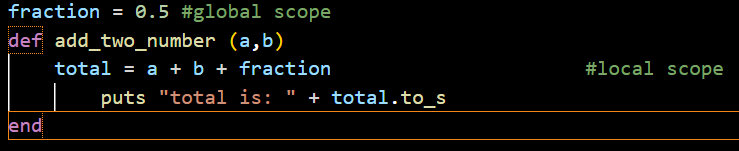 fraction = 0.5 #global scope
def add_two_number (a,b)
    total = a + b + fraction                     #local scope
        puts "total is: " + total.to_s
end